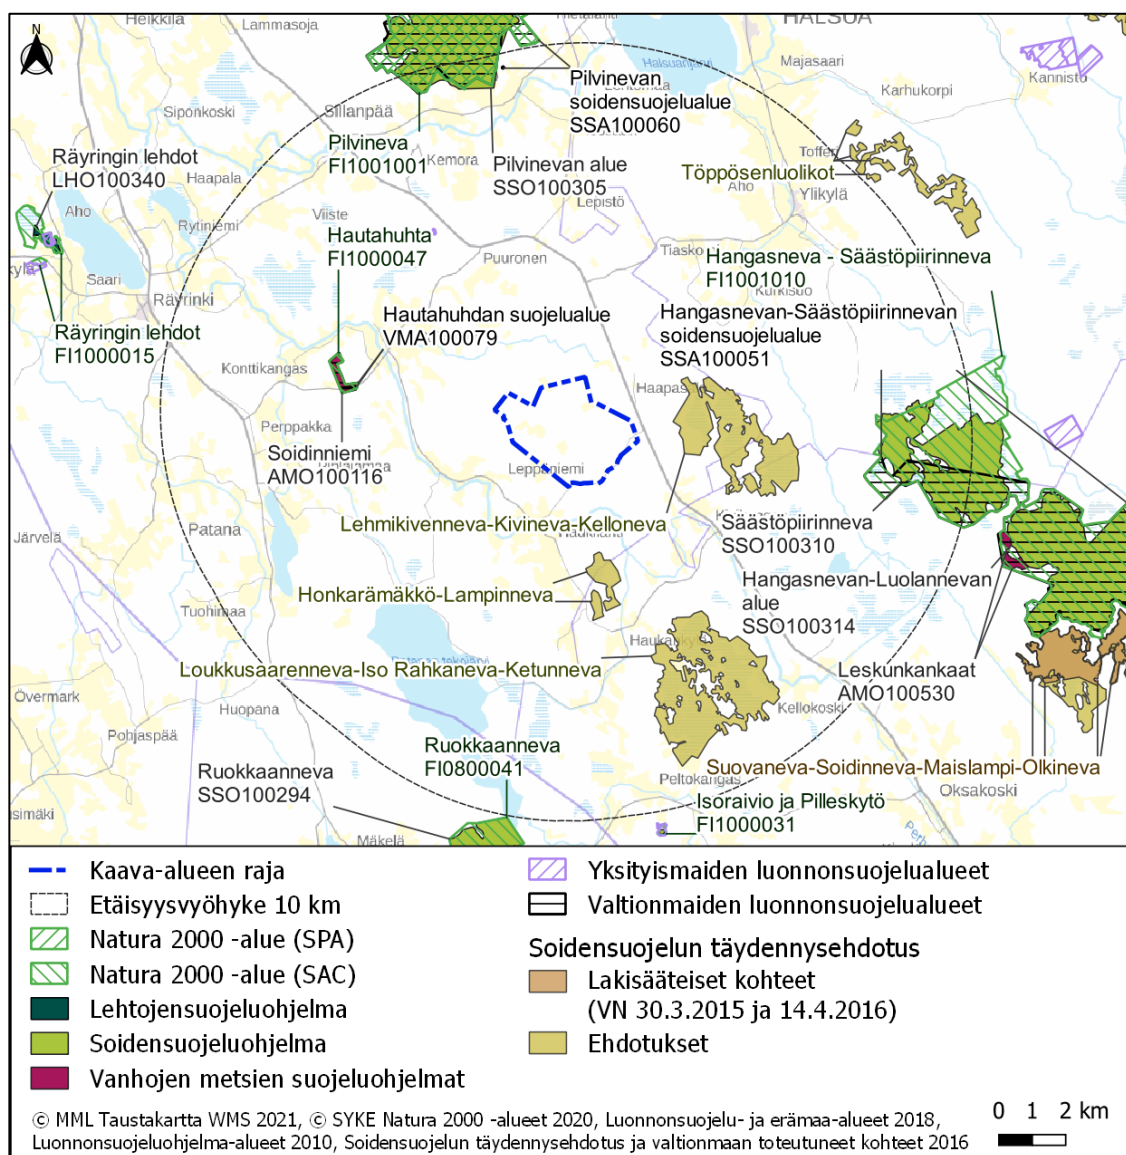 N
Heikkilä
Lammasoja
HALSUA
Halsuanjärvi
Majasaari
Kannisto
Karhukorpi
Siponkoski
Sillanpää
Pilvinevan
soidensuojelualue
SSA100060
Pilvineva
FI1001001
Kemora
Pilvinevan alue
SSO100305
Tofferi
Töppösenluolikot
Räyringin lehdot
LHO100340
Haapala
Aho
Ylikylä
Lepistö
Aho
Rytiniemi
Viiste
Hautahuhta
FI1000047
Puuronen
Tiasko
Hangasneva - Säästöpiirinneva
FI1001010
Kurkisuo
Saari
Räyrinki
Räyringin lehdot
FI1000015
Hautahuhdan suojelualue
VMA100079
Hangasnevan-Säästöpiirinnevan
soidensuojelualue
SSA100051
Konttikangas
Haapas
Perppakka
Soidinniemi
AMO100116
Leppäniemi
Lehmikivenneva-Kivineva-Kelloneva
Säästöpiirinneva
SSO100310
Patana
Järvelä
Hangasnevan-Luolannevan
alue
SSO100314
Honkarämäkkö-Lampinneva
Tuohimaa
Loukkusaarenneva-Iso Rahkaneva-Ketunneva
Leskunkankaat
AMO100530
Övermark
Huopana
Kellokoski
Pohjaspää
Ruokkaanneva
FI0800041
Ruokkaanneva
SSO100294
Suovaneva-Soidinneva-Maislampi-Olkineva
Peltokangas
Oksakoski
Isoraivio ja Pilleskytö
FI1000031
Mäkelä
Kaava-alueen raja
Etäisyysvyöhyke 10 km
Natura 2000 -alue (SPA)
Natura 2000 -alue (SAC)
Lehtojensuojeluohjelma
Soidensuojeluohjelma
Vanhojen metsien suojeluohjelmat
Yksityismaiden luonnonsuojelualueet
Valtionmaiden luonnonsuojelualueet
Soidensuojelun täydennysehdotus
Lakisääteiset kohteet
(VN 30.3.2015 ja 14.4.2016)
Ehdotukset
© MML Taustakartta WMS 2021, © SYKE Natura 2000 -alueet 2020, Luonnonsuojelu- ja erämaa-alueet 2018,
Luonnonsuojeluohjelma-alueet 2010, Soidensuojelun täydennysehdotus ja valtionmaan toteutuneet kohteet 2016
0 1 2 km